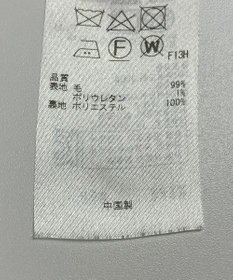 F W
F13H
品質
表地 毛 99%
ポリウレタン 1%
裏地 ポリエステル 100%
中国製